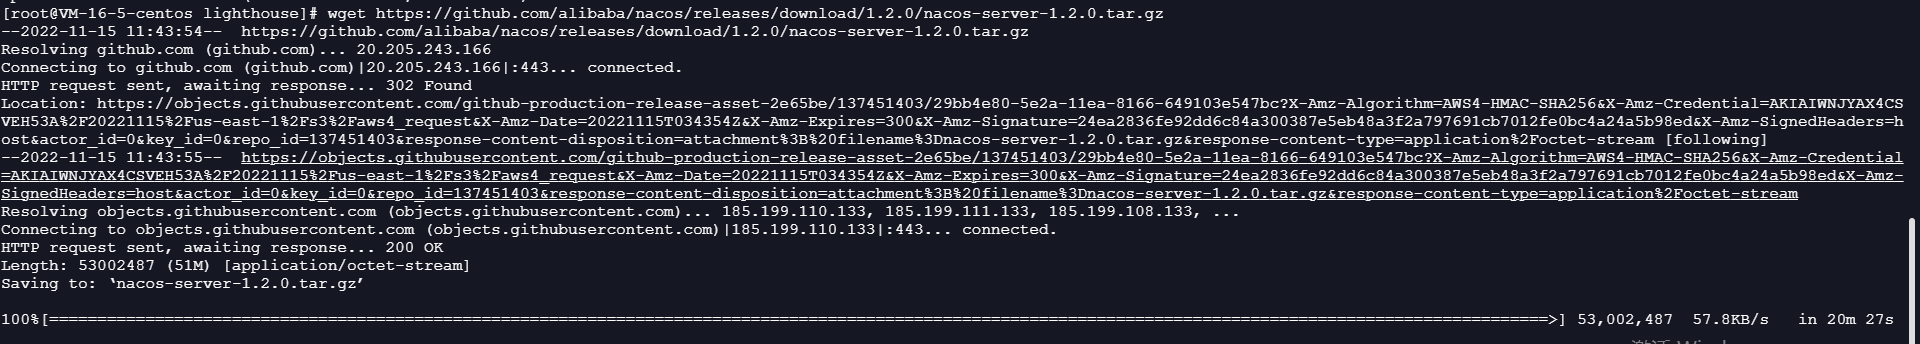 [root@VM-16-5-centos lighthouse]# wget https://github.com/alibaba/nacos/releases/download/1.2.0/nacos-server-1.2.0.tar.gz
--2022-11-15 11:43:54--  https://github.com/alibaba/nacos/releases/download/1.2.0/nacos-server-1.2.0.tar.gz
Resolving github.com (github.com)... 20.205.243.166
Connecting to github.com (github.com)|20.205.243.166|:443... connected.
HTTP request sent, awaiting response... 302 Found
Location: https://objects.githubusercontent.com/github-production-release-asset-2e65be/137451403/29bb4e80-5e2a-11ea-8166-649103e547bc?X-Amz-Algorithm=AWS4-HMAC-SHA256&X-Amz-Credential=AKIAIWNJYAX4CS
VEH53A%2F20221115%2Fus-east-1%2Fs3%2Faws4_request&X-Amz-Date=20221115T034354Z&X-Amz-Expires=300&X-Amz-Signature=24ea2836fe92dd6c84a300387e5eb48a3f2a797691cb7012fe0bc4a24a5b98ed&X-Amz-SignedHeaders=h
ost&actor_id=0&key_id=0&repo_id=137451403&response-content-disposition=attachment%3B%20filename%3Dnacos-server-1.2.0.tar.gz&response-content-type=application%2Foctet-stream [following]
--2022-11-15 11:43:55--  https://objects.githubusercontent.com/github-production-release-asset-2e65be/137451403/29bb4e80-5e2a-11ea-8166-649103e547bc?X-Amz-Algorithm=AWS4-HMAC-SHA256&X-Amz-Credential
=AKIAIWNJYAX4CSVEH53A%2F20221115%2Fus-east-1%2Fs3%2Faws4_request&X-Amz-Date=20221115T034354Z&X-Amz-Expires=300&X-Amz-Signature=24ea2836fe92dd6c84a300387e5eb48a3f2a797691cb7012fe0bc4a24a5b98ed&X-Amz-
SignedHeaders=host&actor_id=0&key_id=0&repo_id=137451403&response-content-disposition=attachment%3B%20filename%3Dnacos-server-1.2.0.tar.gz&response-content-type=application%2Foctet-stream
Resolving objects.githubusercontent.com (objects.githubusercontent.com)... 185.199.110.133, 185.199.111.133, 185.199.108.133, ...
Connecting to objects.githubusercontent.com (objects.githubusercontent.com)|185.199.110.133|:443... connected.
HTTP request sent, awaiting response... 200 OK
Length: 53002487 (51M) [application/octet-stream]
Saving to: ‘nacos-server-1.2.0.tar.gz’
100%[======================================================================================================================================================>] 53,002,487  57.8KB/s   in 20m 27s